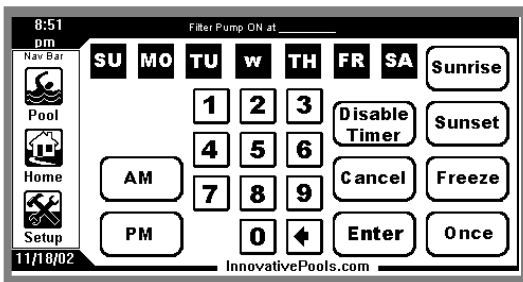 8:51
pm
Filter Pump ON at ________
Nav Bar
SU MO TU W TH FR SA
Sunrise
Pool
1 2 3
Disable
Timer
Sunset
4 5 6
Home
AM
7 8 9
Cancel
Freeze
Setup
PM
0
Enter
Once
11/18/02
InnovativePools.com